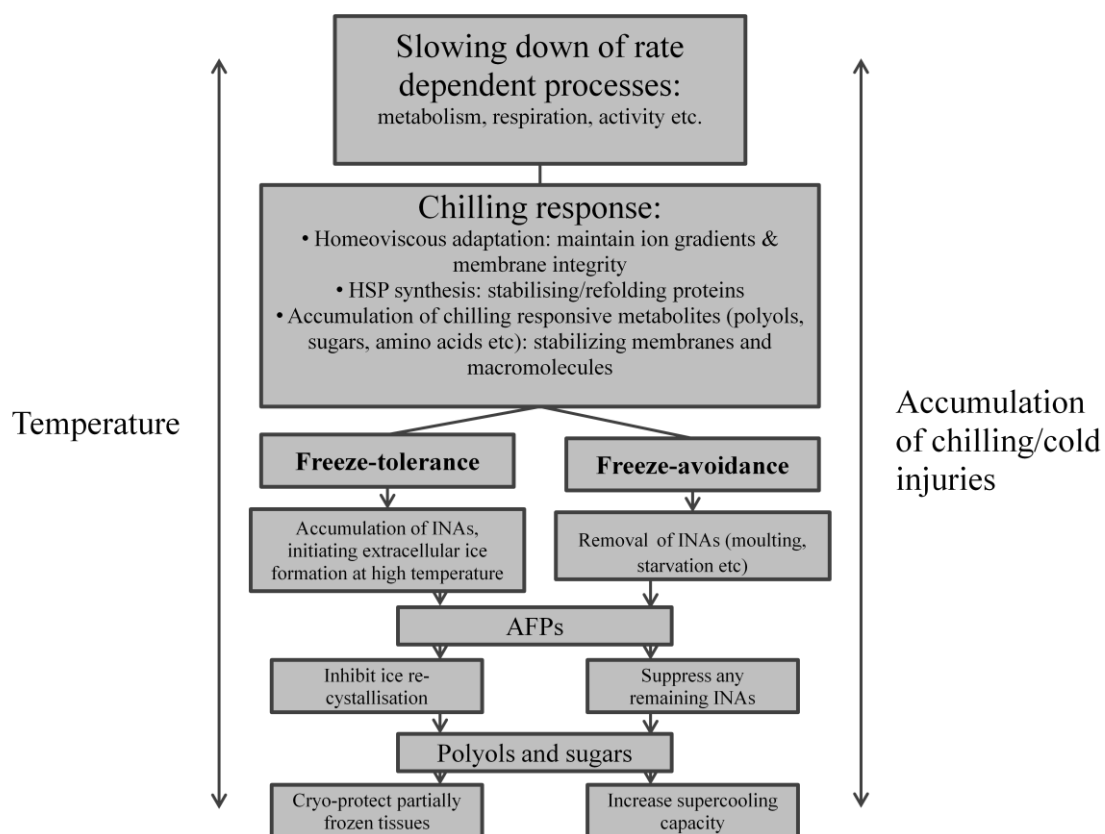 Slowing down of rate
dependent processes:
metabolism, respiration, activity etc.
Chilling response:
• Homeoviscous adaptation: maintain ion gradients &
membrane integrity
• HSP synthesis: stabilising/refolding proteins
• Accumulation of chilling responsive metabolites (polyols,
sugars, amino acids etc): stabilizing membranes and
macromolecules
Temperature
Accumulation
of chilling/cold
injuries
Freeze-tolerance
Freeze-avoidance
Accumulation of INAs,
initiating extracellular ice
formation at high temperature
Removal of INAs (moulting,
starvation etc)
AFPs
Inhibit ice re-
cystallisation
Suppress any
remaining INAs
Polyols and sugars
Cryo-protect partially
frozen tissues
Increase supercooling
capacity